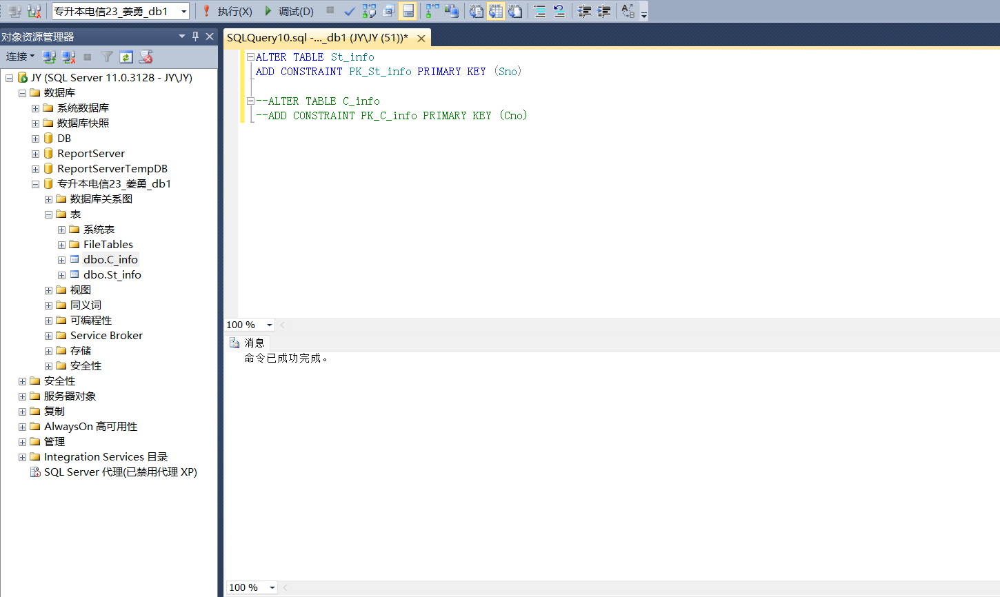 专升本电信23_姜勇_db1 执行(X) 调试(D)
对象资源管理器
连接
JY (SQL Server 11.0.3128 - JY\JY)
数据库
系统数据库
数据库快照
DB
ReportServer
ReportServerTempDB
专升本电信23_姜勇_db1
数据库关系图
表
系统表
FileTables
dbo.C_info
dbo.St_info
视图
同义词
可编程性
Service Broker
存储
安全性
安全性
服务器对象
复制
AlwaysOn 高可用性
管理
Integration Services 目录
SQL Server 代理(已禁用代理 XP)
SQLQuery10.sql -..._db1 (JY\JY (51))*
ALTER TABLE St_info
ADD CONSTRAINT PK_St_info PRIMARY KEY (Sno)
--ALTER TABLE C_info
--ADD CONSTRAINT PK_C_info PRIMARY KEY (Cno)
100 %
消息
命令已成功完成。
100 %